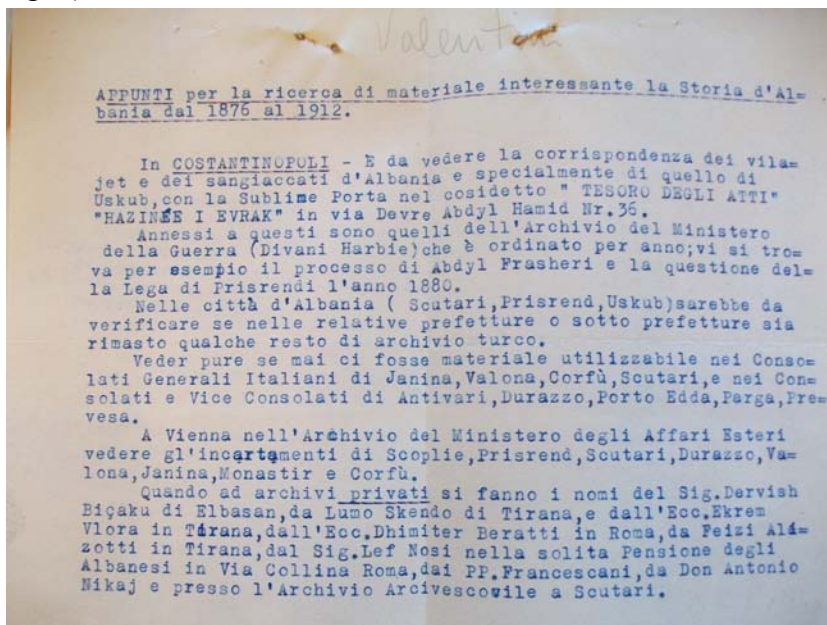 Valentini
APPUNTI per la ricerca di materiale interessante la Storia d'Al=
bania dal 1876 al 1912.
In COSTANTINOPOLI - E da vedere la corrispondenza dei vila=
jet e dei sangiaccati d'Albania e specialmente di quello di
Uskub,con la Sublime Porta nel cosidetto " TESORO DEGLI ATTI"
"HAZINÉE I EVRAK" in via Devre Abdyl Hamid Nr.36.
Annessi a questi sono quelli dell'Archivio del Ministero
della Guerra (Divani Harbie)che è ordinato per anno;vi si tro=
va per esempio il processo di Abdyl Frasheri e la questione del=
la Lega di Prisrendi l'anno 1880.
Nelle città d'Albania ( Scutari,Prisrend,Uskub)sarebbe da
verificare se nelle relative prefetture o sotto prefetture sia
rimasto qualche resto di archivio turco.
Veder pure se mai ci fosse materiale utilizzabile nei Conso=
lati Generali Italiani di Janina,Valona,Corfù,Scutari,e nei Con=
solati e Vice Consolati di Antivari,Durazzo,Porto Edda,Parga,Pre=
vesa.
A Vienna nell'Archivio del Ministero degli Affari Esteri
vedere gl'incartamenti di Scoplie,Prisrend,Scutari,Durazzo,Va=
lona,Janina,Monastir e Corfù.
Quando ad archivi privati si fanno i nomi del Sig.Dervish
Biçaku di Elbasan,da Lumo Skendo di Tirana,e dall'Ecc.Ekrem
Vlora in Tirana,dall'Ecc.Dhimiter Beratti in Roma,da Feizi Ali=
zotti in Tirana,dal Sig.Lef Nosi nella solita Pensione degli
Albanesi in Via Collina Roma,dai PP.Francescani,da Don Antonio
Nikaj e presso l'Archivio Arcivescovile a Scutari.